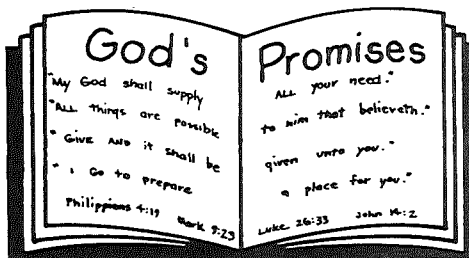 God's Promises
"My God shall supply ALL your need."
"ALL things are possible to him that believeth."
"GIVE AND it shall be given unto you."
" I Go to prepare a place for you."
Philippians 4:19 Mark 9:23 Luke 26:33 John 14:2